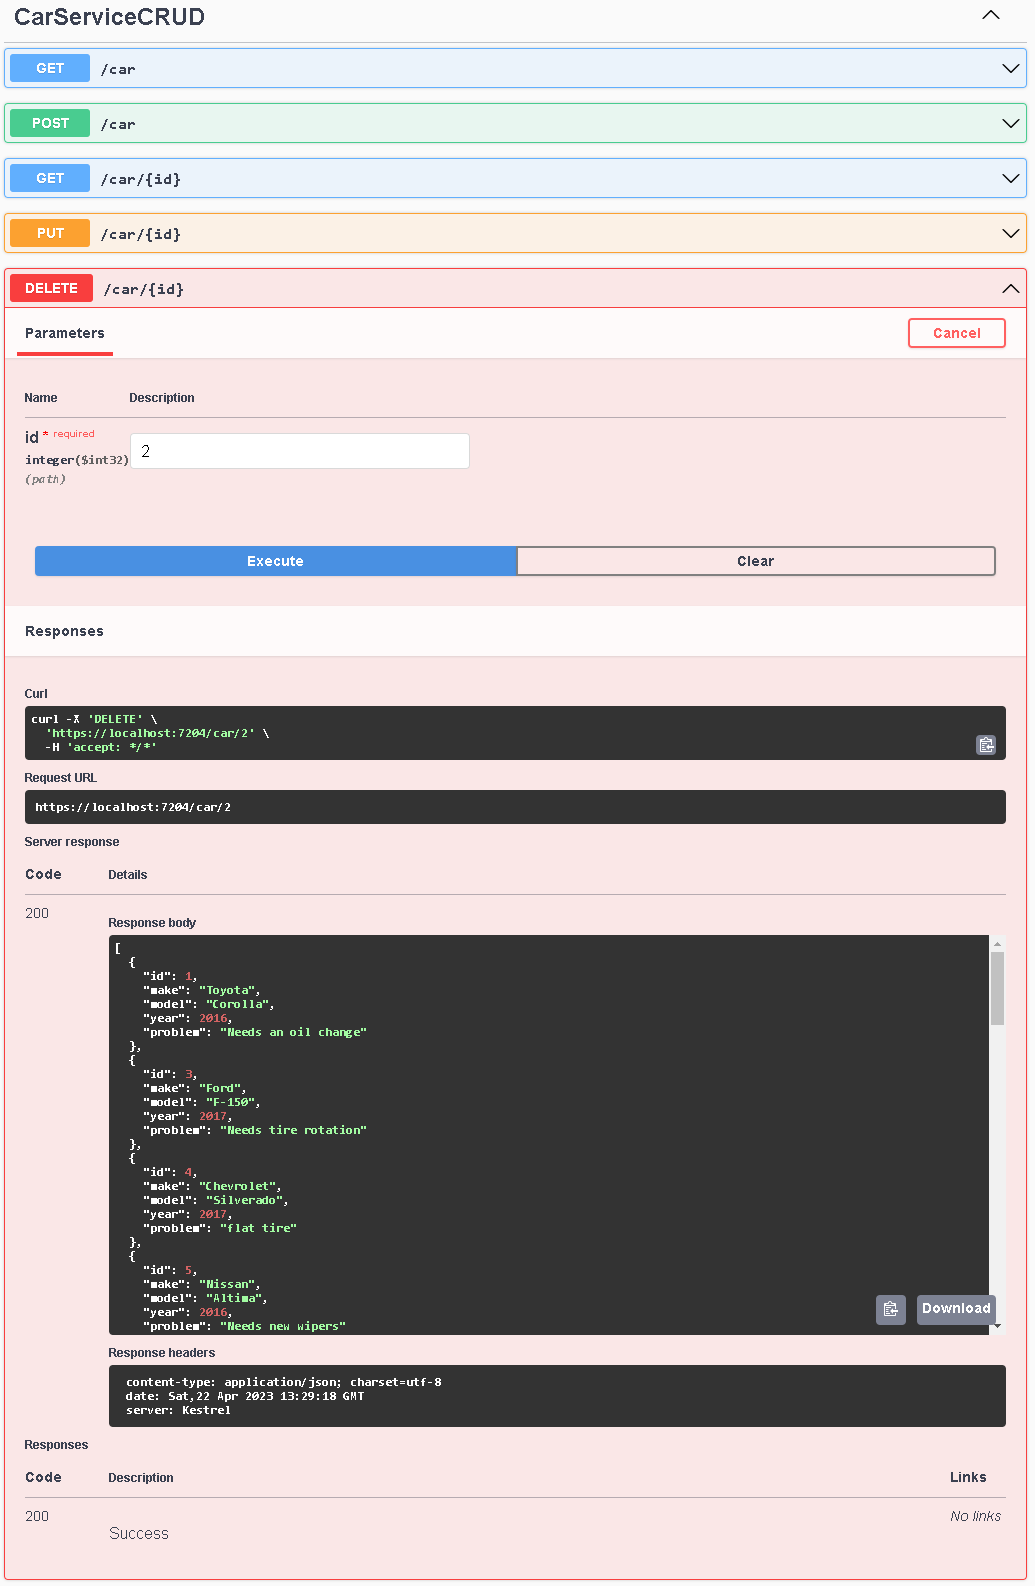 CarServiceCRUD
GET /car
POST /car
GET /car/{id}
PUT /car/{id}
DELETE /car/{id}
Parameters
Cancel
Name Description
id * required
integer($int32)
(path)
2
Execute Clear
Responses
Curl
curl -X 'DELETE' \
'https://localhost:7204/car/2' \
-H 'accept: */*'
Request URL
https://localhost:7204/car/2
Server response
Code Details
200
Response body
[
{
"id": 1,
"make": "Toyota",
"model": "Corolla",
"year": 2016,
"problem": "Needs an oil change"
},
{
"id": 3,
"make": "Ford",
"model": "F-150",
"year": 2017,
"problem": "Needs tire rotation"
},
{
"id": 4,
"make": "Chevrolet",
"model": "Silverado",
"year": 2017,
"problem": "flat tire"
},
{
"id": 5,
"make": "Nissan",
"model": "Altima",
"year": 2016,
"problem": "Needs new wipers"
Download
Response headers
content-type: application/json; charset=utf-8
date: Sat,22 Apr 2023 13:29:18 GMT
server: Kestrel
Responses
Code Description Links
200 No links
Success